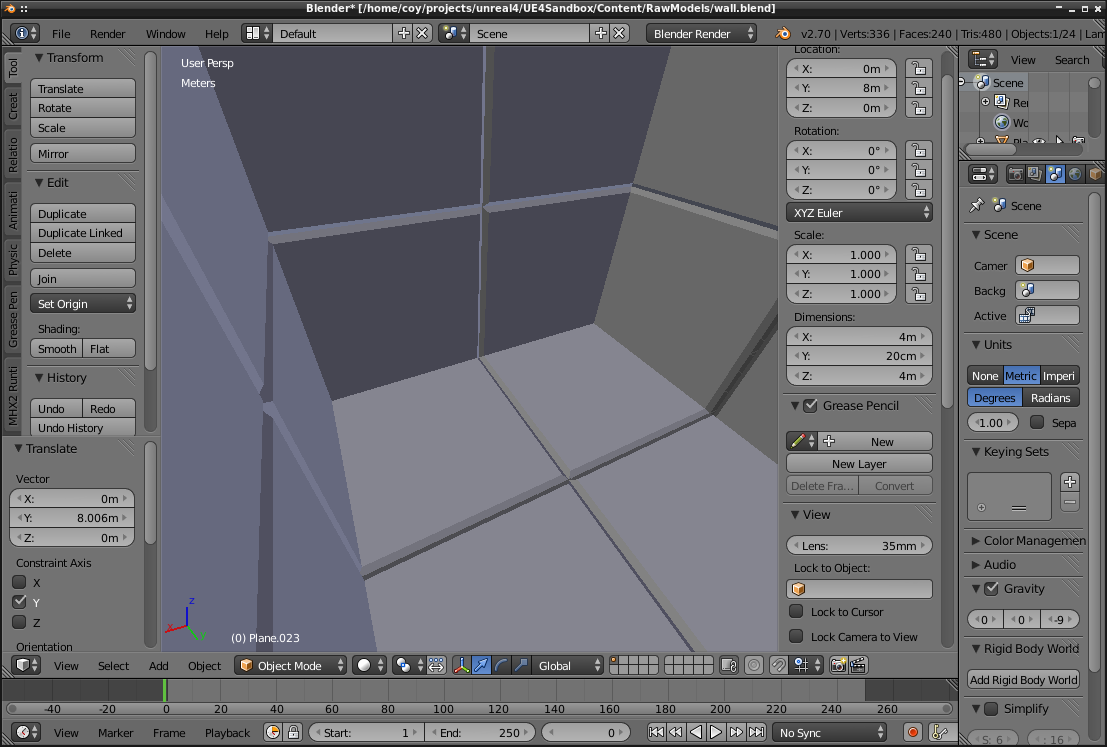 Blender* [/home/coy/projects/unreal4/UE4Sandbox/Content/RawModels/wall.blend]
File Render Window Help Default Scene Blender Render v2.70 | Verts:336 | Faces:240 | Tris:480 | Objects:1/24 | Lam
Tool
Creat
Relatio
Animati
Physic
Grease Pen
MHX2 Runti
Transform
Translate
Rotate
Scale
Mirror
Edit
Duplicate
Duplicate Linked
Delete
Join
Set Origin
Shading:
Smooth Flat
History
Undo Redo
Undo History
Translate
Vector
X: 0m
Y: 8.006m
Z: 0m
Constraint Axis
X
Y
Z
Orientation
User Persp
Meters
z
x
y
(0) Plane.023
Location:
X: 0m
Y: 8m
Z: 0m
Rotation:
X: 0°
Y: 0°
Z: 0°
XYZ Euler
Scale:
X: 1.000
Y: 1.000
Z: 1.000
Dimensions:
X: 4m
Y: 20cm
Z: 4m
Grease Pencil
New
New Layer
Delete Fra... Convert
View
Lens: 35mm
Lock to Object:
Lock to Cursor
Lock Camera to View
View Search
Scene
Rer
Wc
Pla
Scene
Scene
Camer
Backg
Active
Units
None Metric Imperi
Degrees Radians
1.00 Sepa
Keying Sets
Color Managemen
Audio
Gravity
0 0 -9
Rigid Body World
Add Rigid Body World
Simplify
S: 6 : 16
View Select Add Object Object Mode Global
-40 -20 0 20 40 60 80 100 120 140 160 180 200 220 240 260
View Marker Frame Playback Start: 1 End: 250 0 No Sync